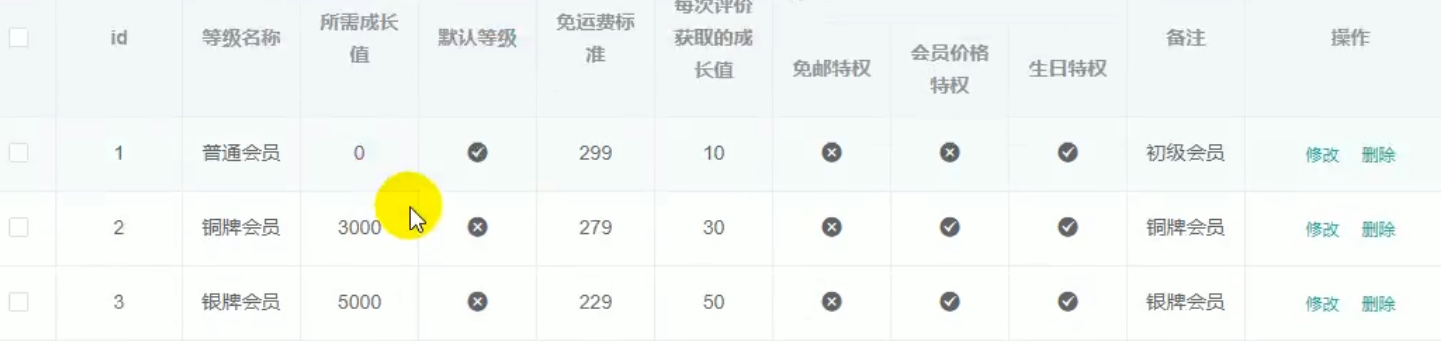 id
等级名称
所需成长
值
默认等级
免运费标
准
每次评价
获取的成
长值
免邮特权
会员价格
特权
生日特权
备注
操作
1 普通会员 0 299 10 初级会员 修改 删除
2 铜牌会员 3000 279 30 铜牌会员 修改 删除
3 银牌会员 5000 229 50 银牌会员 修改 删除